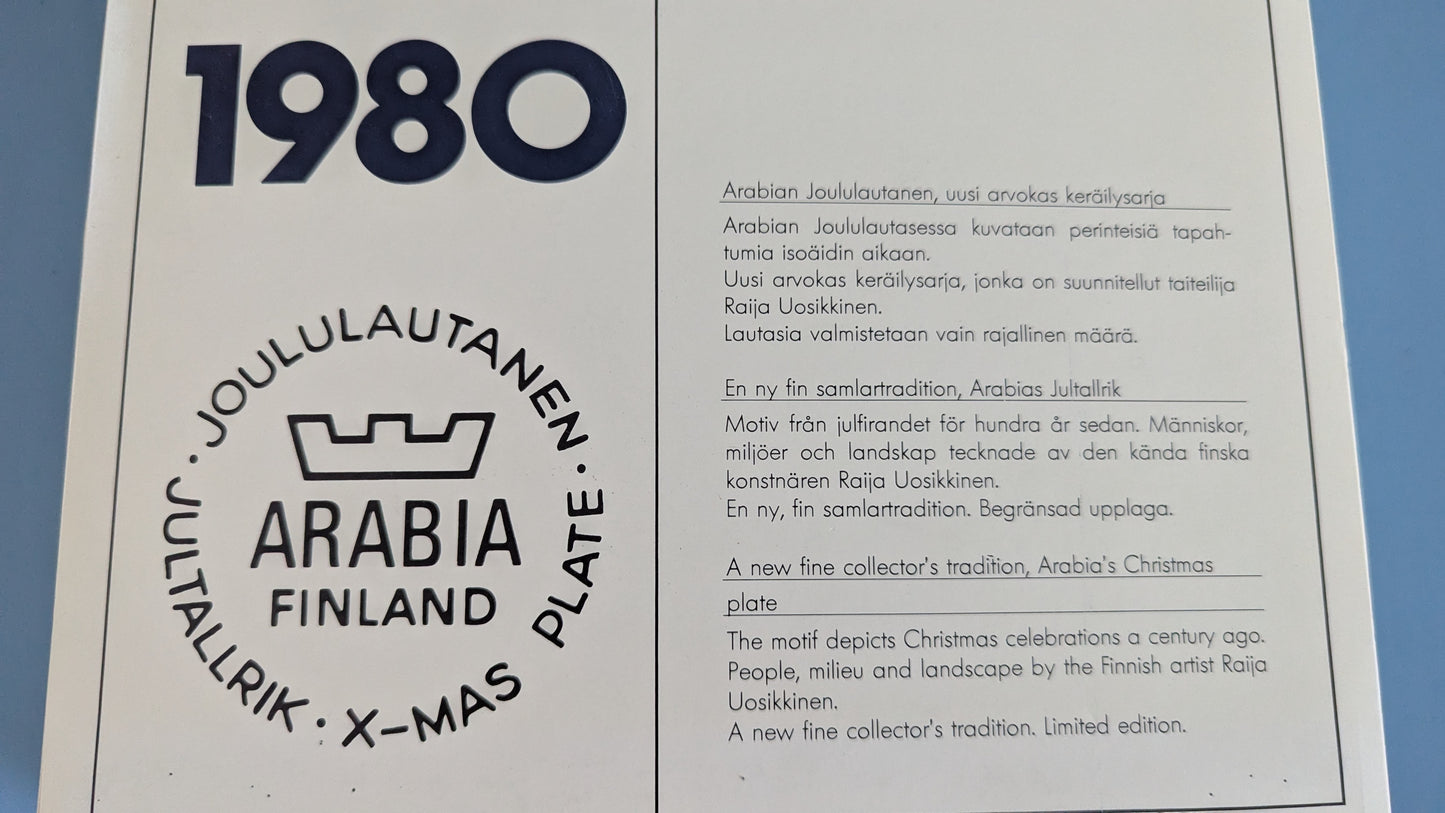 1980
JOULULAUTANEN · X-MAS PLATE · JULTALLRIK ·
ARABIA
FINLAND
Arabian Joululautanen, uusi arvokas keräilysarja
Arabian Joululautasessa kuvataan perinteisiä tapah-
tumia isoäidin aikaan.
Uusi arvokas keräilysarja, jonka on suunnitellut taiteilija
Raija Uosikkinen.
Lautasia valmistetaan vain rajallinen määrä.
En ny fin samlartradition, Arabias Jultallrik
Motiv från julfirandet för hundra år sedan. Människor,
miljöer och landskap tecknade av den kända finska
konstnären Raija Uosikkinen.
En ny, fin samlartradition. Begränsad upplaga.
A new fine collector's tradition, Arabia's Christmas
plate
The motif depicts Christmas celebrations a century ago.
People, milieu and landscape by the Finnish artist Raija
Uosikkinen.
A new fine collector's tradition. Limited edition.